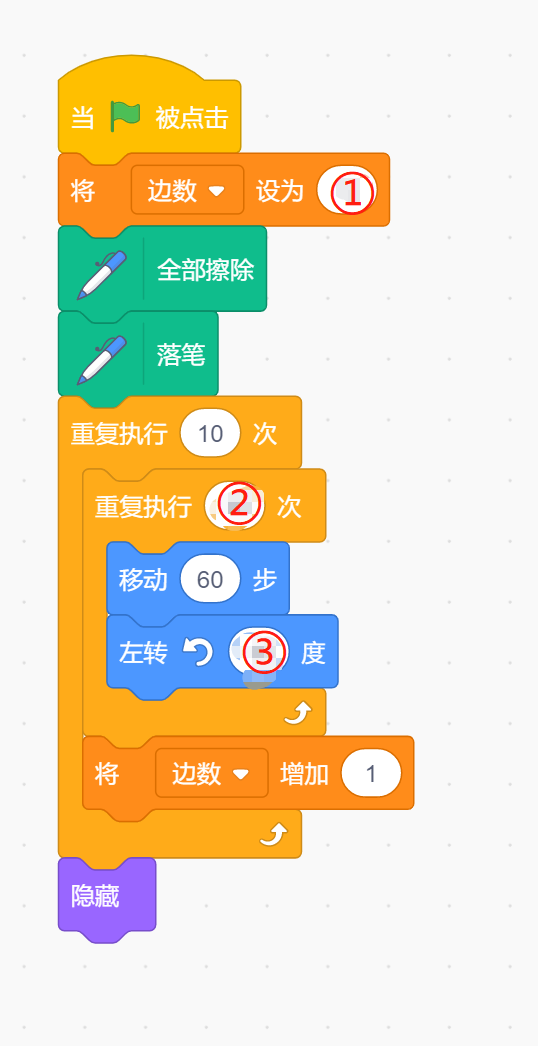 当 被点击
将 边数 设为 ①
全部擦除
落笔
重复执行 10 次
重复执行 ② 次
移动 60 步
左转 ③ 度
将 边数 增加 1
隐藏